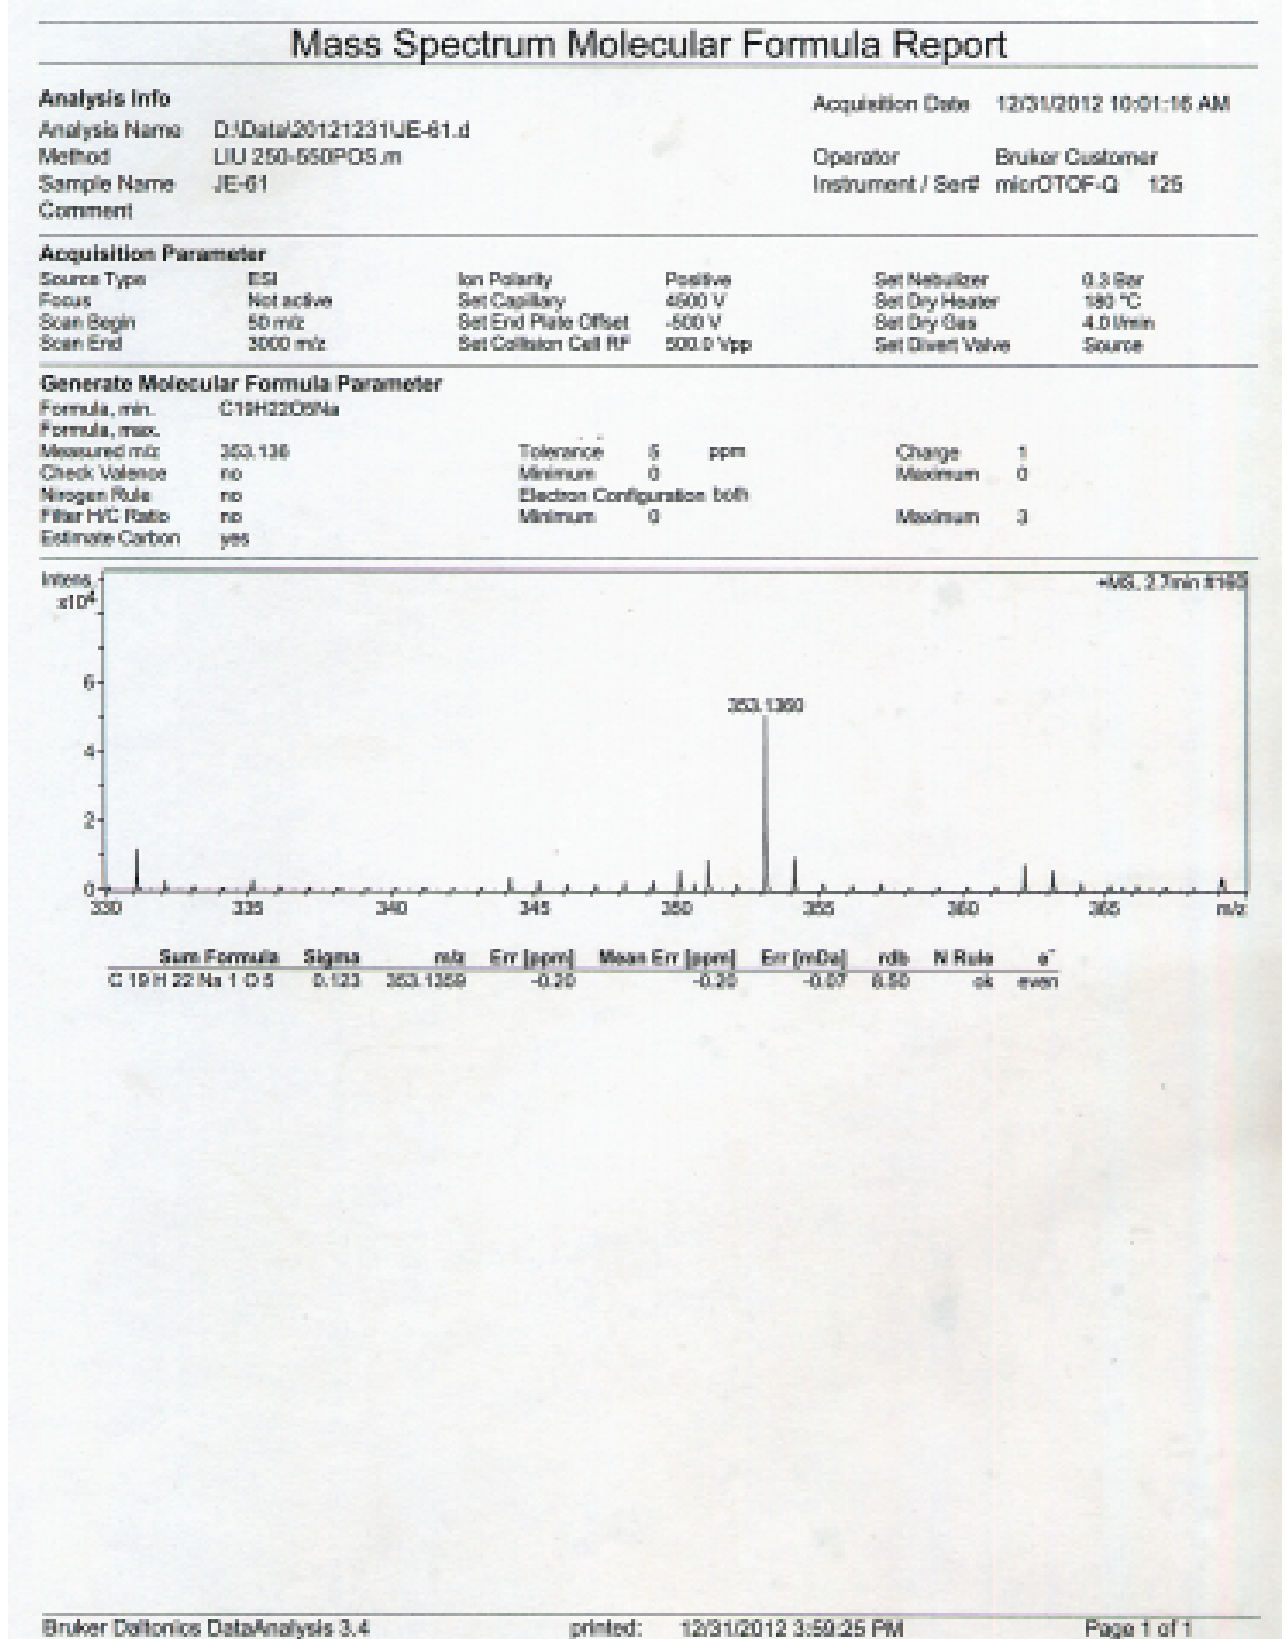 Mass Spectrum Molecular Formula Report
Analysis Info
Acquisition Date 12/31/2012 10:01:16 AM
Analysis Name D:\Data\20121231\JE-61.d
Method LIU 250-550POS.m
Operator Bruker Customer
Sample Name JE-61
Instrument / Ser# micrOTOF-Q 125
Comment
Acquisition Parameter
Source Type ESI Ion Polarity Positive Set Nebulizer 0.3 Bar
Focus Not active Set Capillary 4500 V Set Dry Heater 180 °C
Scan Begin 50 m/z Set End Plate Offset -500 V Set Dry Gas 4.0 l/min
Scan End 3000 m/z Set Collision Cell RF 500.0 Vpp Set Divert Valve Source
Generate Molecular Formula Parameter
Formula, min. C19H22O5Na
Formula, max.
Measured m/z 353.136 Tolerance 5 ppm Charge 1
Check Valence no Minimum 0 Maximum 0
Nirogen Rule no Electron Configuration both
Filter H/C Ratio no Minimum 0 Maximum 3
Estimate Carbon yes
Intens.
x10⁴
+MS, 2.7min #160
6
353.1360
4
2
0
330 335 340 345 350 355 360 365 m/z
Sum Formula Sigma m/z Err [ppm] Mean Err [ppm] Err [mDa] rdb N Rule e⁻
C 19 H 22 Na 1 O 5 0.123 353.1359 -0.20 -0.20 -0.07 8.50 ok even
Bruker Daltonics DataAnalysis 3.4 printed: 12/31/2012 3:59:25 PM Page 1 of 1